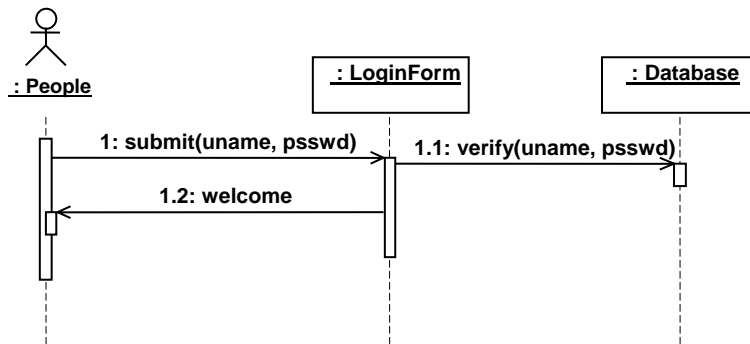 : People
: LoginForm
: Database
1: submit(uname, psswd)
1.1: verify(uname, psswd)
1.2: welcome